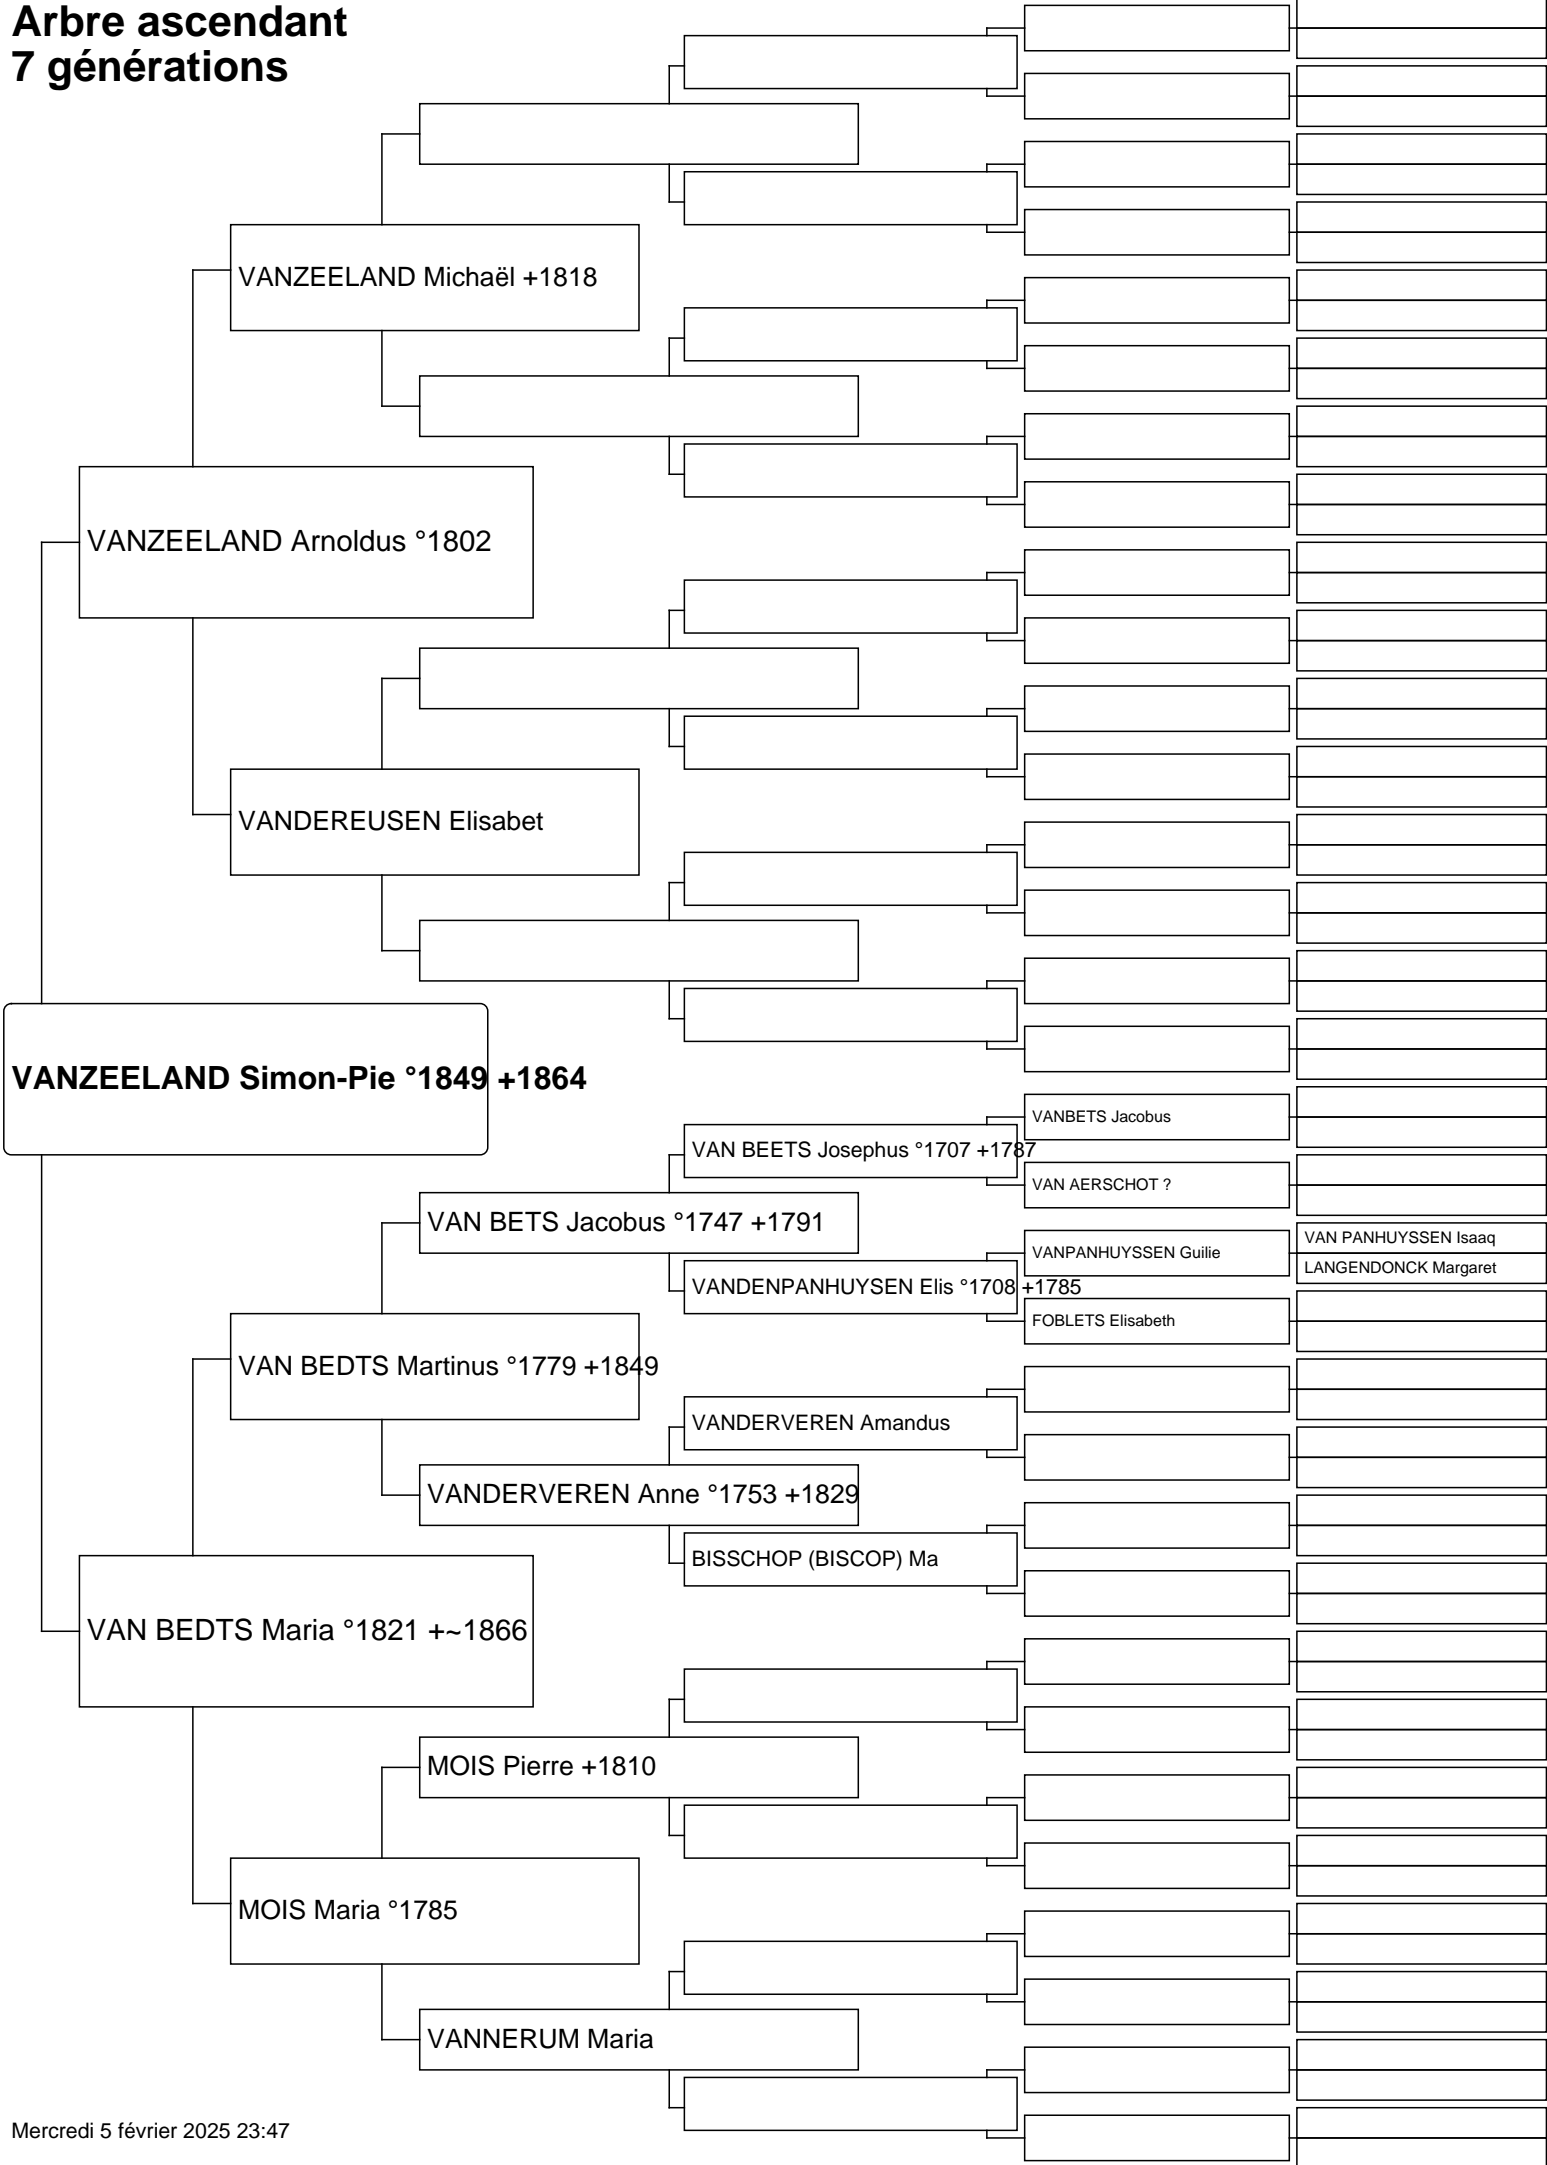 Arbre ascendant
7 générations
VANZEELAND Michaël +1818
VANZEELAND Arnoldus °1802
VANDEREUSEN Elisabet
VANZEELAND Simon-Pie °1849 +1864
VANBETS Jacobus
VAN BEETS Josephus °1707 +1787
VAN AERSCHOT ?
VAN BETS Jacobus °1747 +1791
VANPANHUYSSEN Guilie
VAN PANHUYSSEN Isaaq
LANGENDONCK Margaret
VANDENPANHUYSEN Elis °1708 +1785
FOBLETS Elisabeth
VAN BEDTS Martinus °1779 +1849
VANDERVEREN Amandus
VANDERVEREN Anne °1753 +1829
BISSCHOP (BISCOP) Ma
VAN BEDTS Maria °1821 +~1866
MOIS Pierre +1810
MOIS Maria °1785
VANNERUM Maria
Mercredi 5 février 2025 23:47